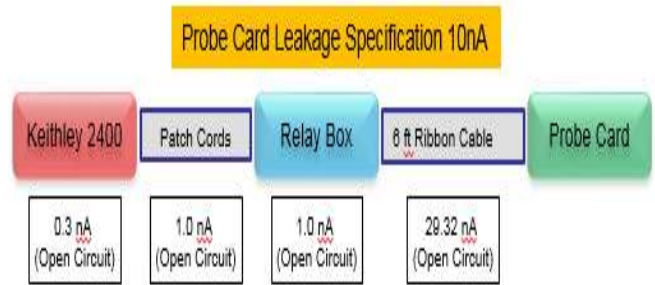 Probe Card Leakage Specification 10nA
Keithley 2400
Patch Cords
Relay Box
6 ft Ribbon Cable
Probe Card
0.3 nA
(Open Circuit)
1.0 nA
(Open Circuit)
1.0 nA
(Open Circuit)
29.32 nA
(Open Circuit)